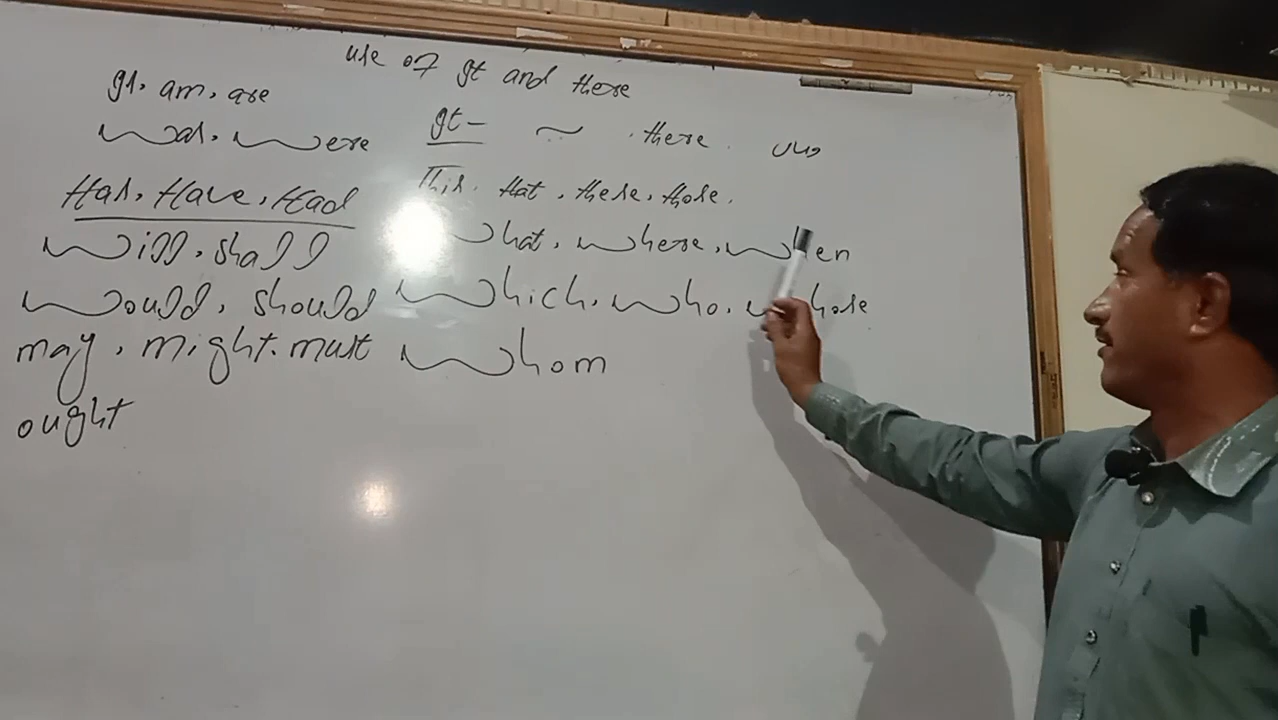 use of It and there
Is, am, are
was, were
Has, Have, Had
will, shall
would, should
may, might, must
ought
It - ~ there
This, that, these, those.
what, where, when
which, who, whose
whom